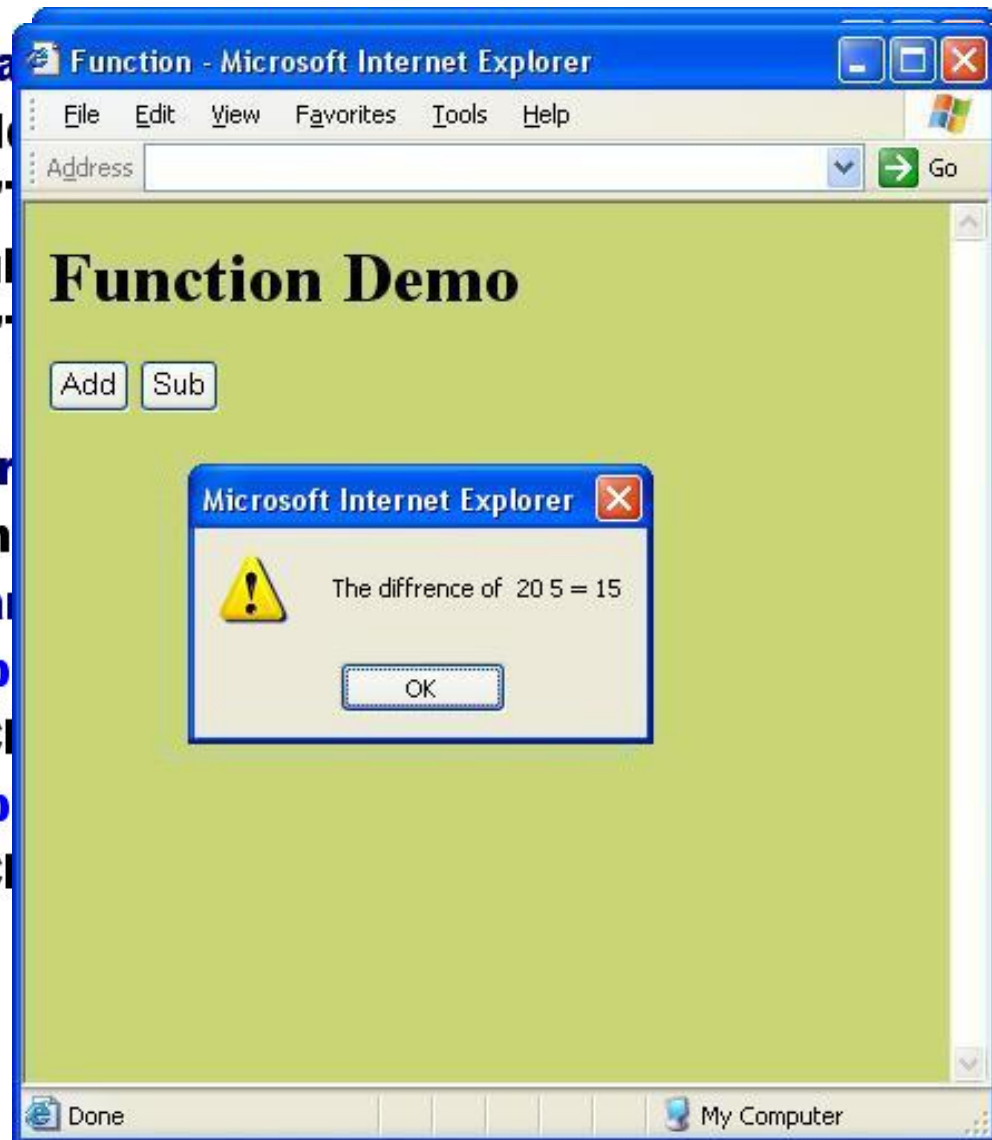 Function - Microsoft Internet Explorer
File Edit View Favorites Tools Help
Address Go
Function Demo
Add Sub
Microsoft Internet Explorer
The diffrence of 20 5 = 15
OK
Done My Computer